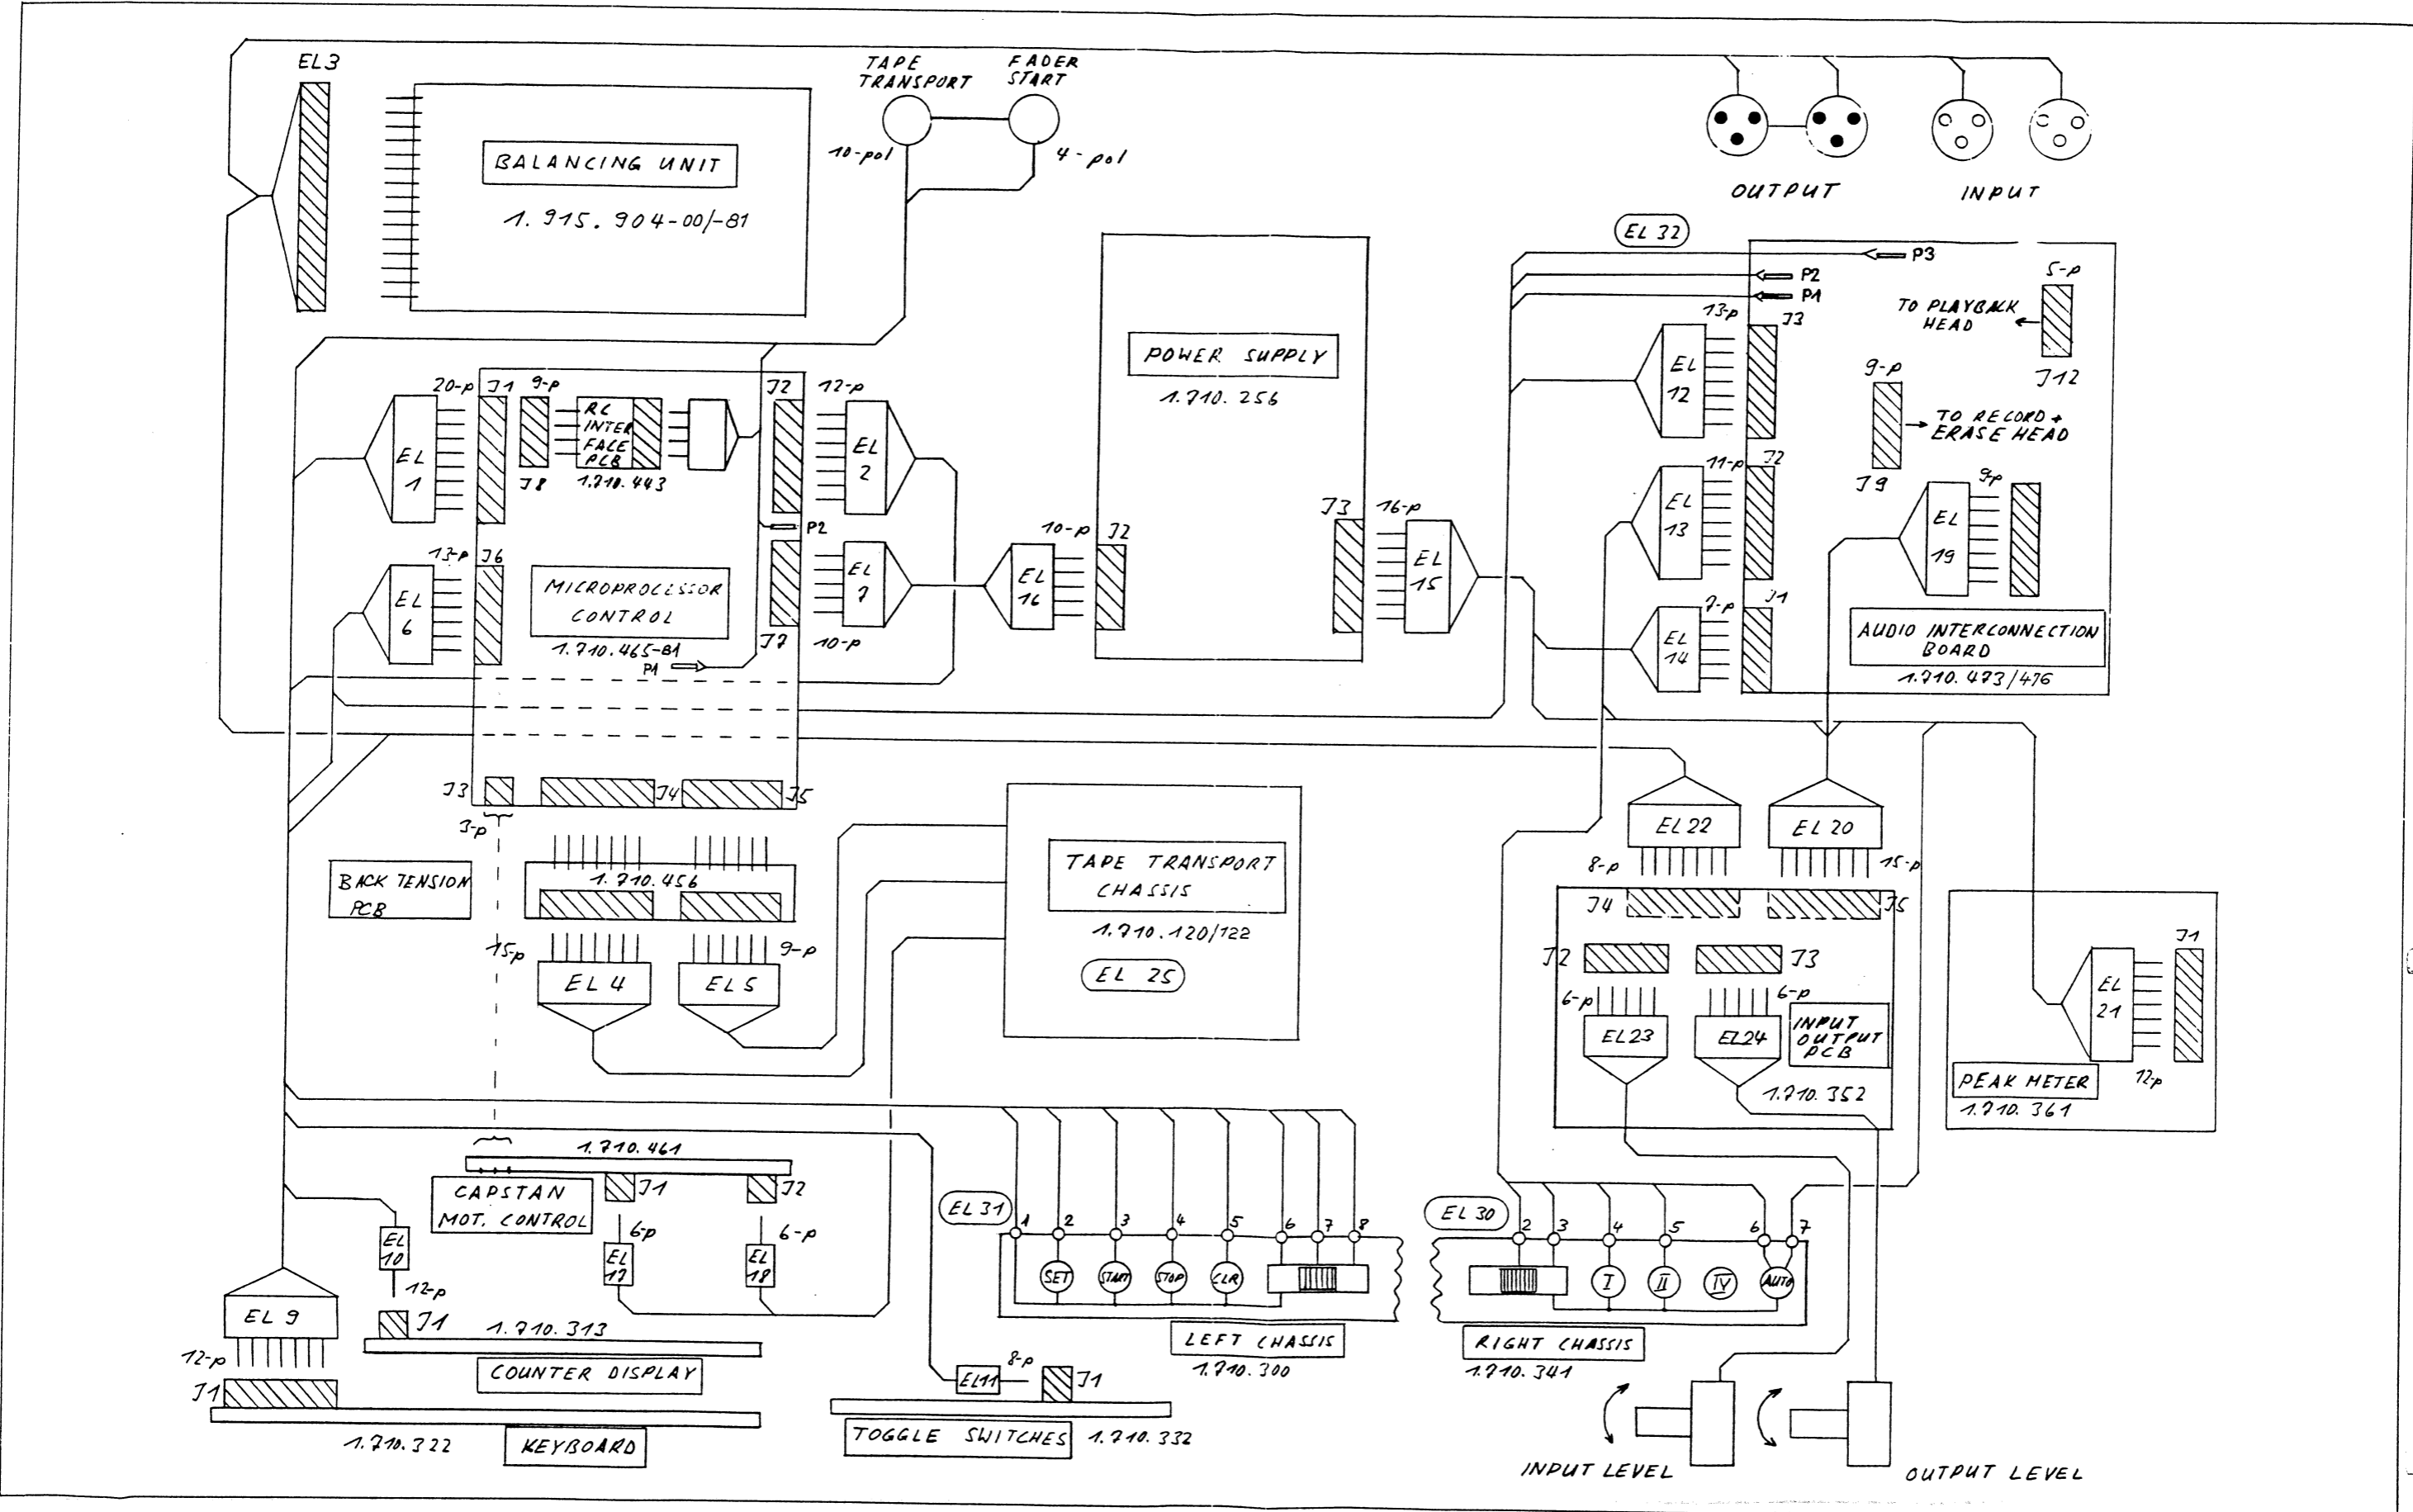 EL3
TAPE
TRANSPORT
FADER
START
10-pol
4-pol
BALANCING UNIT
1.915.904-00/-81
OUTPUT
INPUT
EL 32
P3
P2
P1
5-p
TO PLAYBACK
HEAD
J12
13-p
J3
EL
12
9-p
TO RECORD +
ERASE HEAD
J9
POWER SUPPLY
1.710.256
20-p
J1
9-p
RC
INTER
FACE
PCB
J8
1.710.443
J2
12-p
EL
1
EL
2
P2
11-p
J2
EL
13
9-p
EL
19
13-p
J6
EL
6
MICROPROCESSOR
CONTROL
1.710.465-81
P1
J7
EL
7
10-p
10-p
J2
EL
16
J3
16-p
EL
15
7-p
J1
EL
14
AUDIO INTERCONNECTION
BOARD
1.710.473/476
J3
J4
J5
3-p
BACK TENSION
PCB
1.710.456
15-p
9-p
EL 4
EL 5
TAPE TRANSPORT
CHASSIS
1.710.120/122
EL 25
EL 22
EL 20
8-p
15-p
J4
J5
J2
J3
6-p
6-p
EL23
EL24
INPUT
OUTPUT
PCB
1.710.352
J1
EL
21
12-p
PEAK METER
1.710.361
1.710.461
CAPSTAN
MOT. CONTROL
J1
J2
6p
6-p
EL
17
EL
18
EL
10
12-p
EL 9
12-p
J1
J1
1.710.313
COUNTER DISPLAY
1.710.322
KEYBOARD
EL 31
1 2 3 4 5 6 7 8
SET
START
STOP
CLR
LEFT CHASSIS
1.710.300
EL 30
2 3 4 5 6 7
I
II
IV
AUTO
RIGHT CHASSIS
1.710.341
EL11
8-p
J1
TOGGLE SWITCHES
1.710.332
INPUT LEVEL
OUTPUT LEVEL